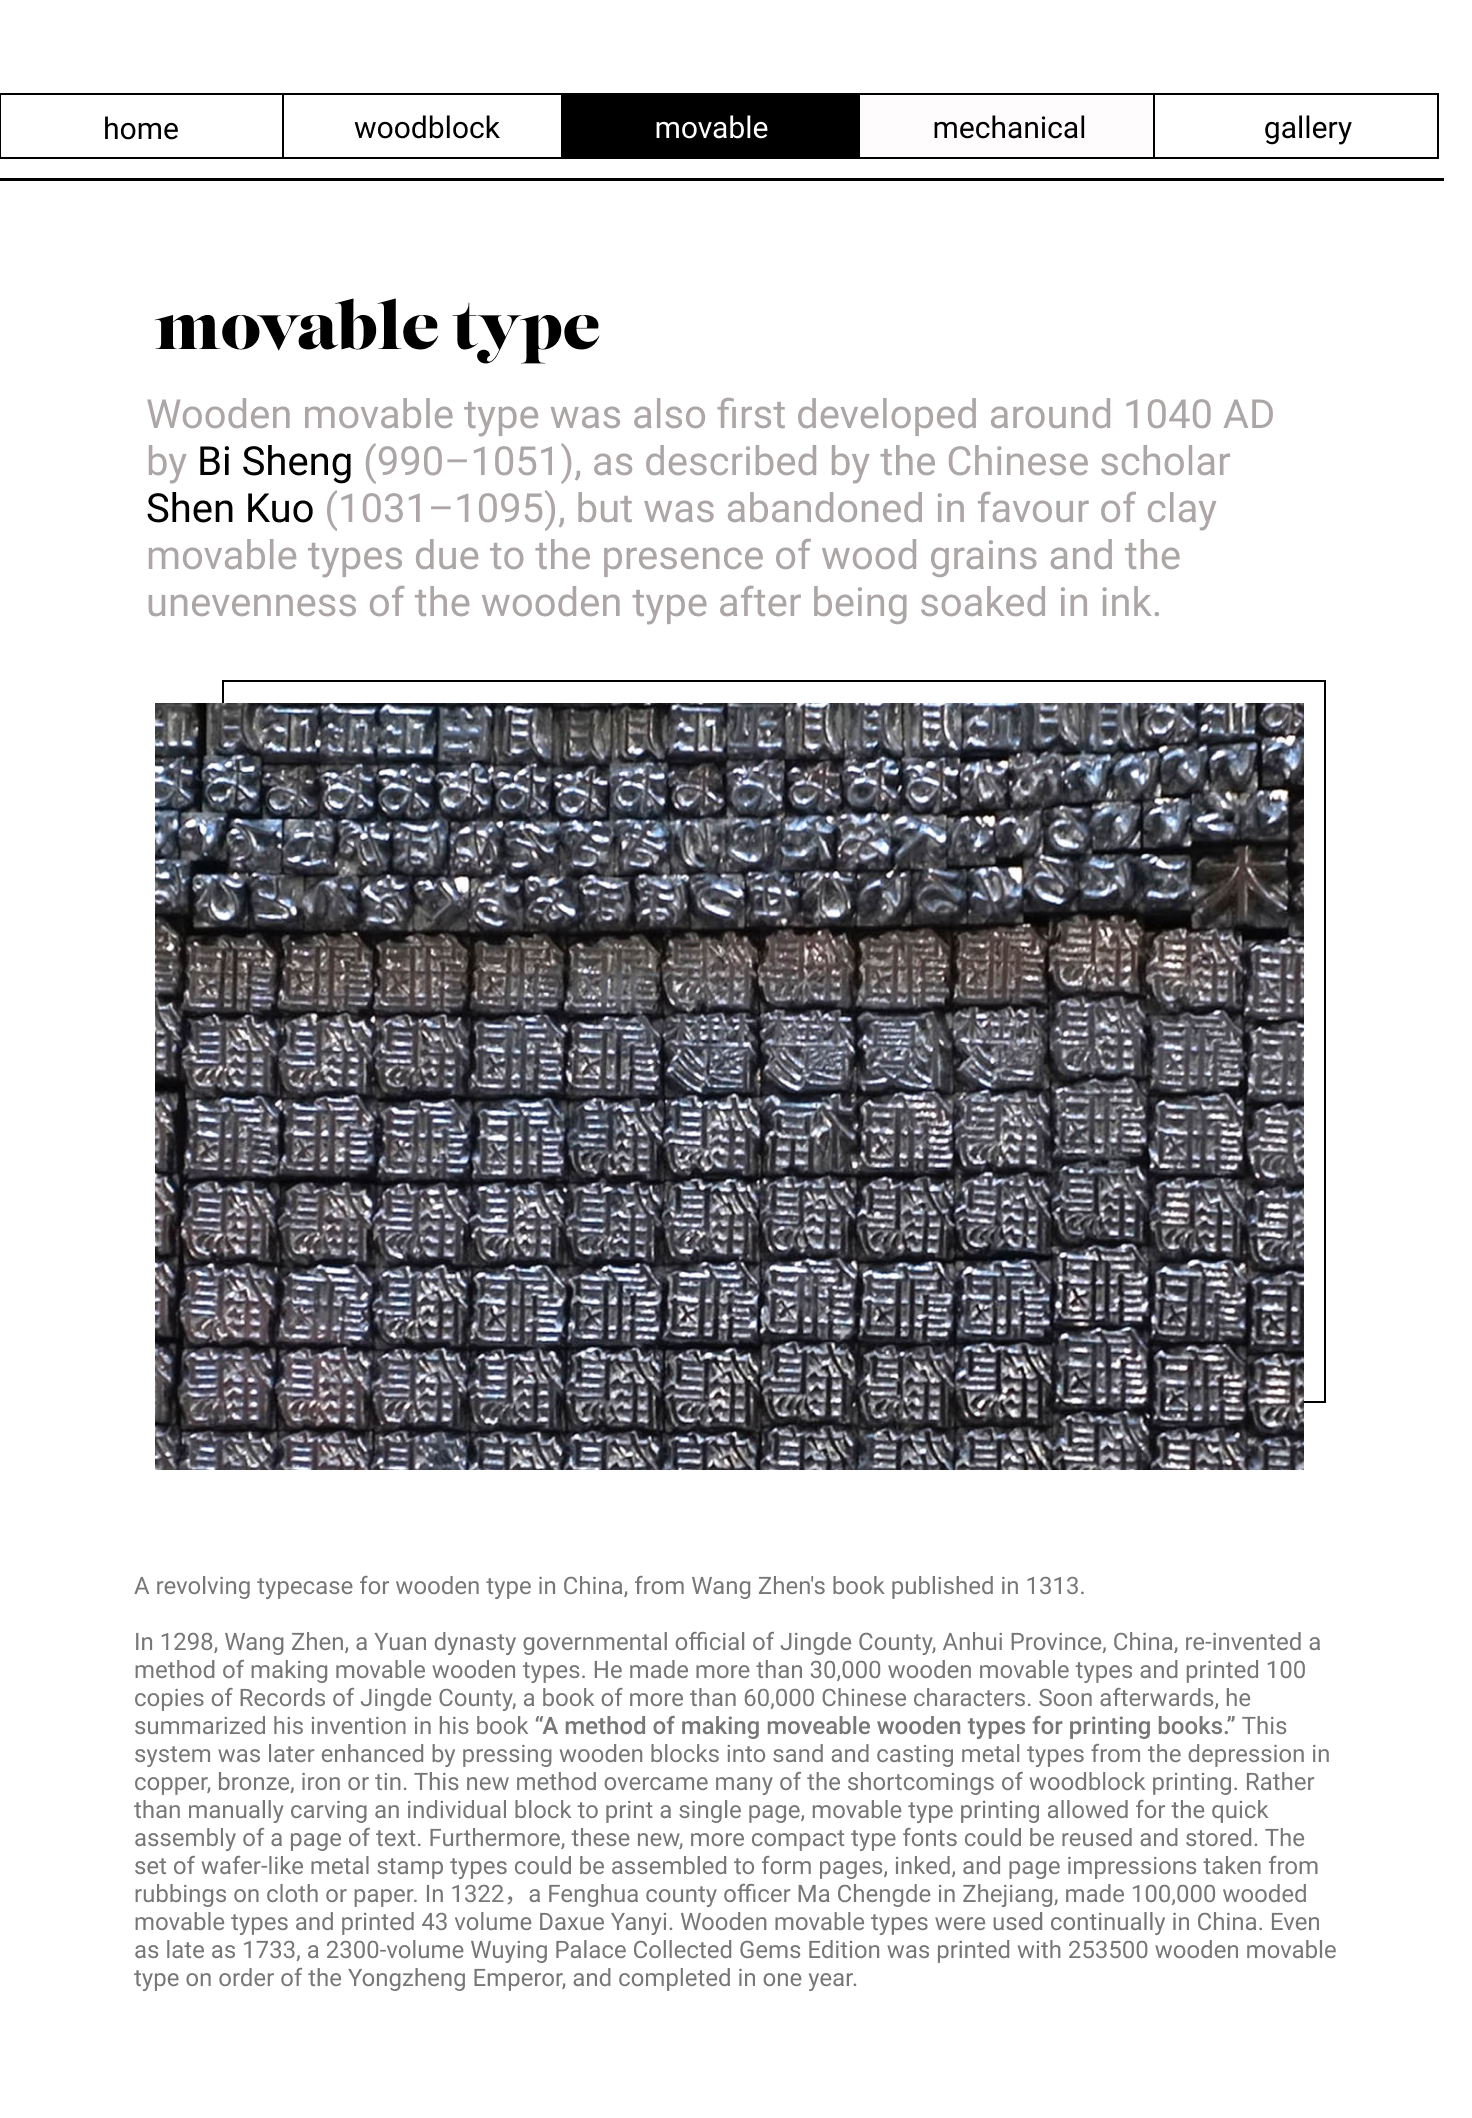 home
woodblock
movable
mechanical
gallery
movable type
Wooden movable type was also first developed around 1040 AD
by Bi Sheng (990–1051), as described by the Chinese scholar
Shen Kuo (1031–1095), but was abandoned in favour of clay
movable types due to the presence of wood grains and the
unevenness of the wooden type after being soaked in ink.
A revolving typecase for wooden type in China, from Wang Zhen's book published in 1313.
In 1298, Wang Zhen, a Yuan dynasty governmental official of Jingde County, Anhui Province, China, re-invented a
method of making movable wooden types. He made more than 30,000 wooden movable types and printed 100
copies of Records of Jingde County, a book of more than 60,000 Chinese characters. Soon afterwards, he
summarized his invention in his book “A method of making moveable wooden types for printing books.” This
system was later enhanced by pressing wooden blocks into sand and casting metal types from the depression in
copper, bronze, iron or tin. This new method overcame many of the shortcomings of woodblock printing. Rather
than manually carving an individual block to print a single page, movable type printing allowed for the quick
assembly of a page of text. Furthermore, these new, more compact type fonts could be reused and stored. The
set of wafer-like metal stamp types could be assembled to form pages, inked, and page impressions taken from
rubbings on cloth or paper. In 1322，a Fenghua county officer Ma Chengde in Zhejiang, made 100,000 wooded
movable types and printed 43 volume Daxue Yanyi. Wooden movable types were used continually in China. Even
as late as 1733, a 2300-volume Wuying Palace Collected Gems Edition was printed with 253500 wooden movable
type on order of the Yongzheng Emperor, and completed in one year.